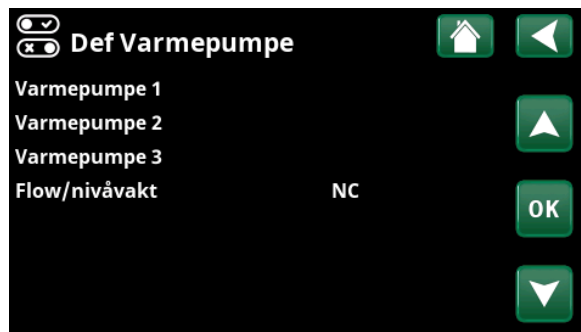 Def Varmepumpe
Varmepumpe 1
Varmepumpe 2
Varmepumpe 3
Flow/nivåvakt NC
OK